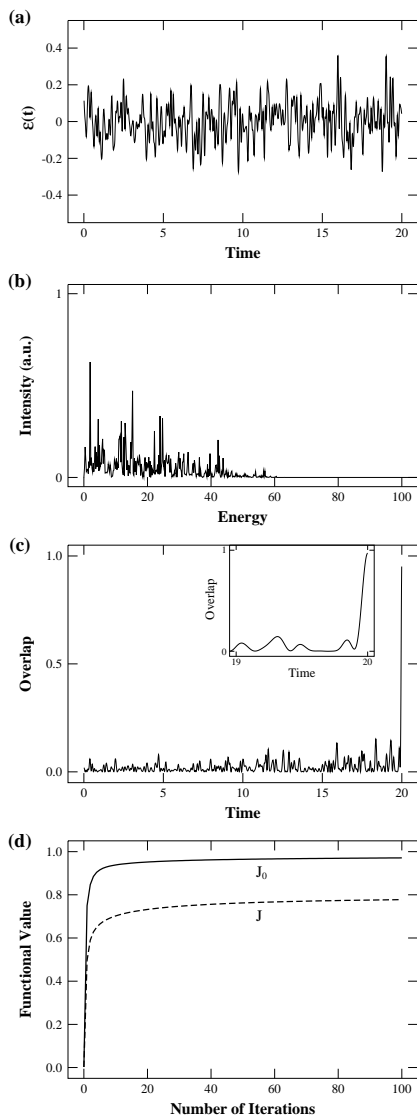 (a)
0.4
0.2
0
-0.2
-0.4
ε(t)
0 5 10 15 20
Time
(b)
1
0
Intensity (a.u.)
0 20 40 60 80 100
Energy
(c)
1.0
0.5
0.0
Overlap
1
0
Overlap
19 20
Time
0 5 10 15 20
Time
(d)
1.0
0.8
0.6
0.4
0.2
0.0
Functional Value
J₀
J
0 20 40 60 80 100
Number of Iterations